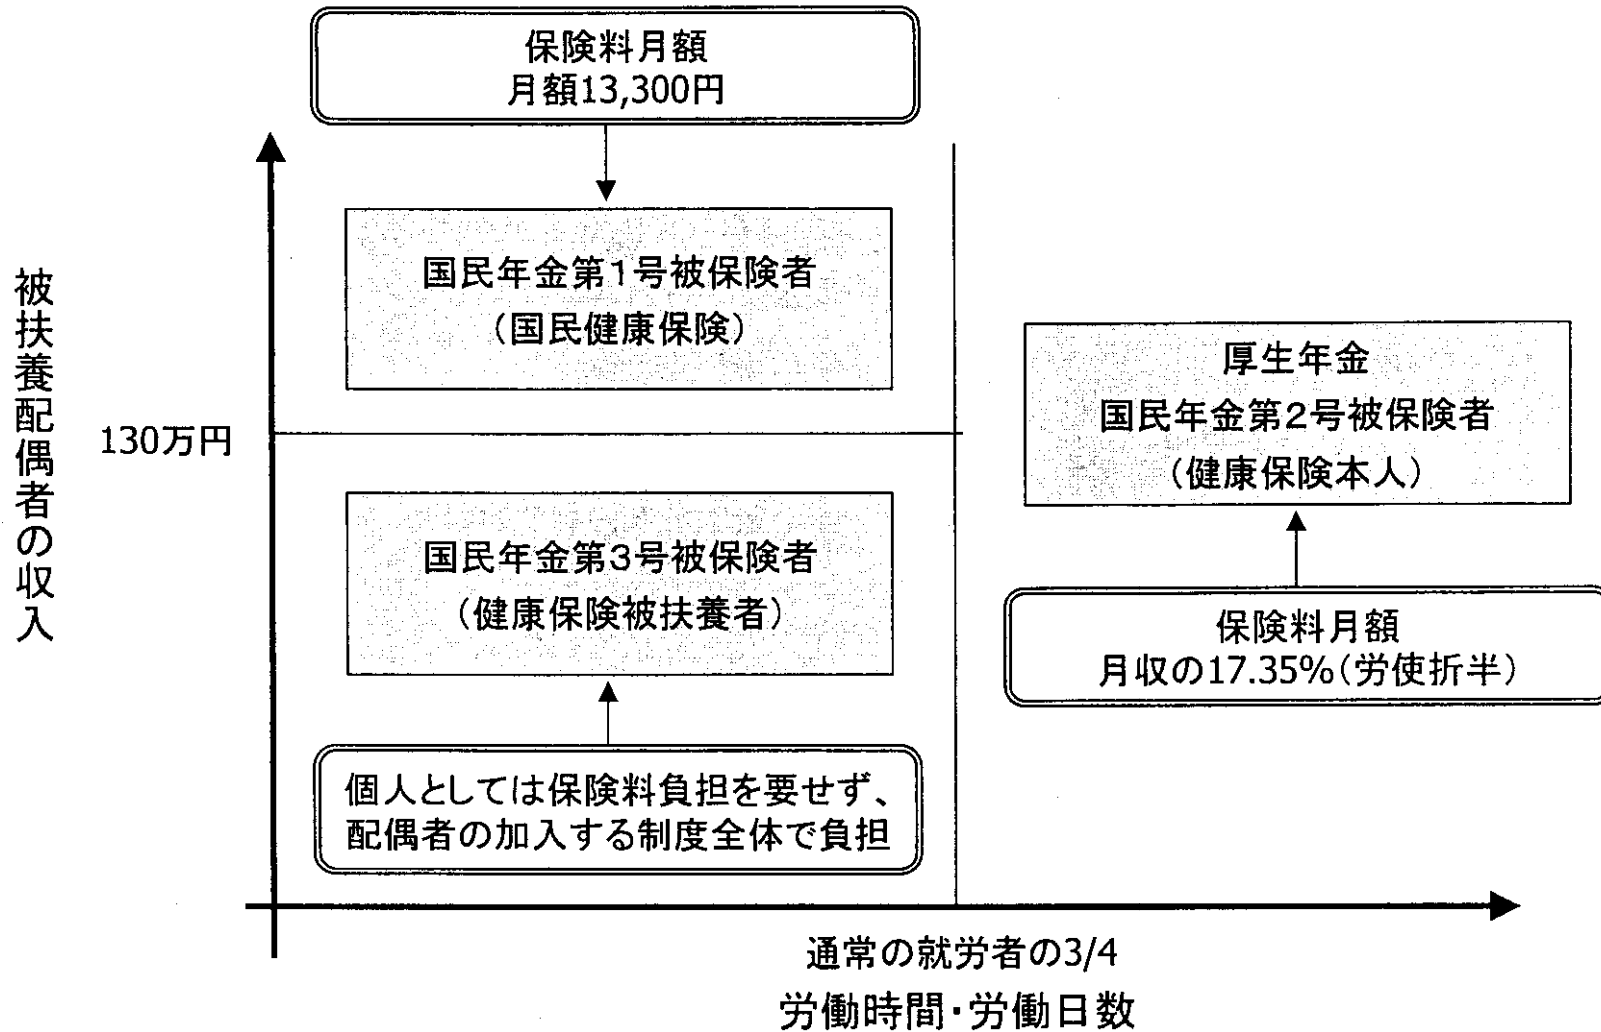 保険料月額
月額13,300円
国民年金第1号被保険者
（国民健康保険）
被扶養配偶者の収入
130万円
厚生年金
国民年金第2号被保険者
（健康保険本人）
国民年金第3号被保険者
（健康保険被扶養者）
保険料月額
月収の17.35%（労使折半）
個人としては保険料負担を要せず、
配偶者の加入する制度全体で負担
通常の就労者の3/4
労働時間・労働日数